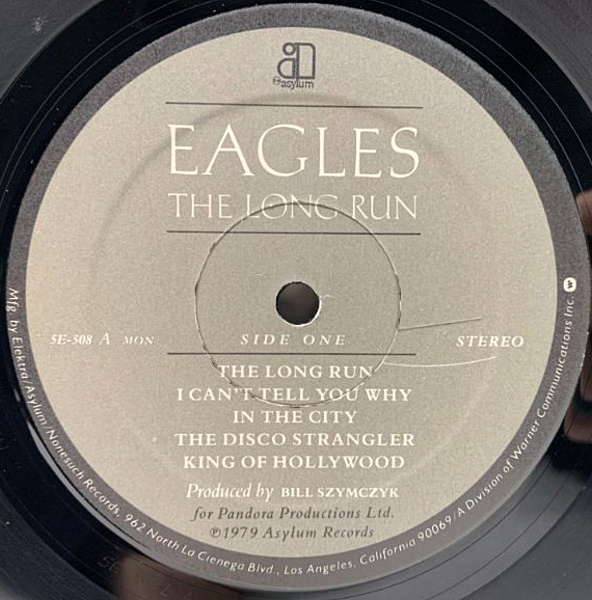 asylum
EAGLES
THE LONG RUN
5E-508 A MON
SIDE ONE
STEREO
THE LONG RUN
I CAN'T TELL YOU WHY
IN THE CITY
THE DISCO STRANGLER
KING OF HOLLYWOOD
Produced by BILL SZYMCZYK
for Pandora Productions Ltd.
℗1979 Asylum Records
Mfg. by Elektra/Asylum/Nonesuch Records, 962 North La Cienega Blvd., Los Angeles, California 90069/A Division of Warner Communications Inc.